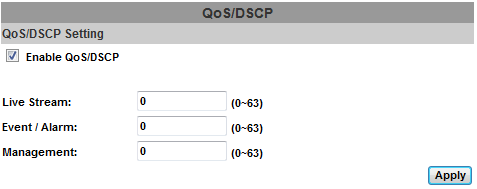 QoS/DSCP
QoS/DSCP Setting
Enable QoS/DSCP
Live Stream: 0 (0~63)
Event / Alarm: 0 (0~63)
Management: 0 (0~63)
Apply